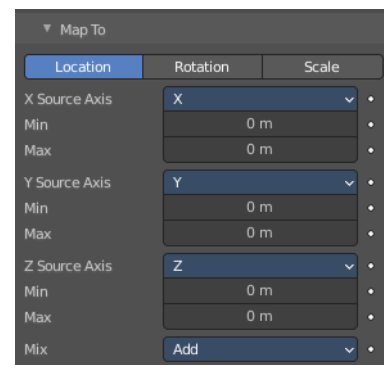 Map To
Location Rotation Scale
X Source Axis X
Min 0 m
Max 0 m
Y Source Axis Y
Min 0 m
Max 0 m
Z Source Axis Z
Min 0 m
Max 0 m
Mix Add